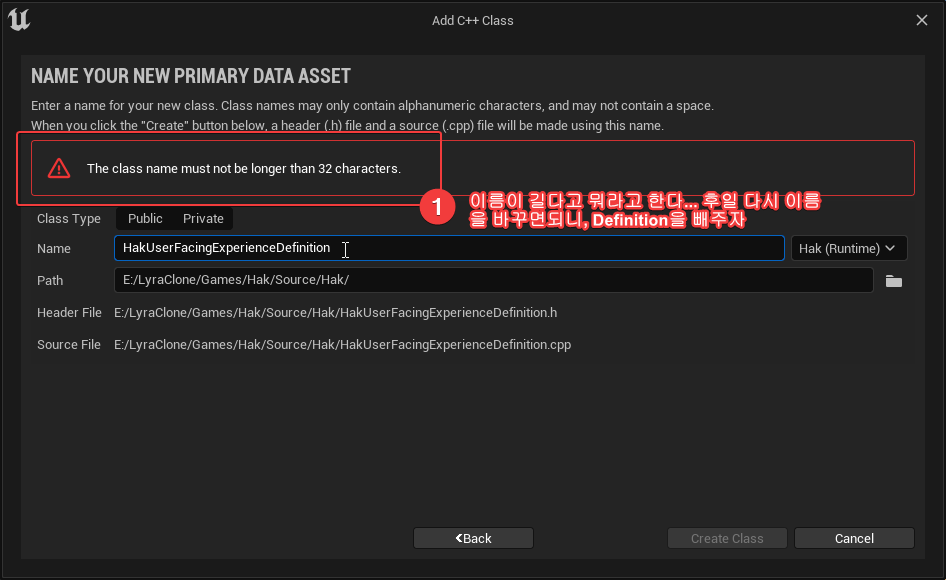 Add C++ Class
NAME YOUR NEW PRIMARY DATA ASSET
Enter a name for your new class. Class names may only contain alphanumeric characters, and may not contain a space.
When you click the "Create" button below, a header (.h) file and a source (.cpp) file will be made using this name.
The class name must not be longer than 32 characters.
1
이름이 길다고 뭐라고 한다... 후일 다시 이름
을 바꾸면되니, Definition을 빼주자
Class Type Public Private
Name HakUserFacingExperienceDefinition Hak (Runtime)
Path E:/LyraClone/Games/Hak/Source/Hak/
Header File E:/LyraClone/Games/Hak/Source/Hak/HakUserFacingExperienceDefinition.h
Source File E:/LyraClone/Games/Hak/Source/Hak/HakUserFacingExperienceDefinition.cpp
Back Create Class Cancel